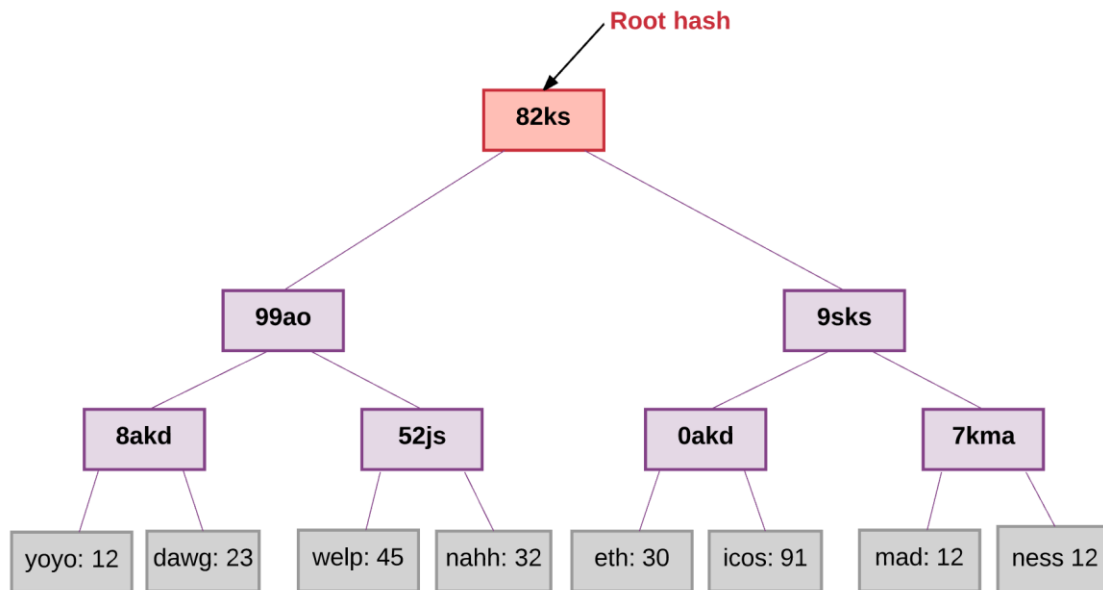 Root hash
82ks
99ao
9sks
8akd
52js
0akd
7kma
yoyo: 12
dawg: 23
welp: 45
nahh: 32
eth: 30
icos: 91
mad: 12
ness 12